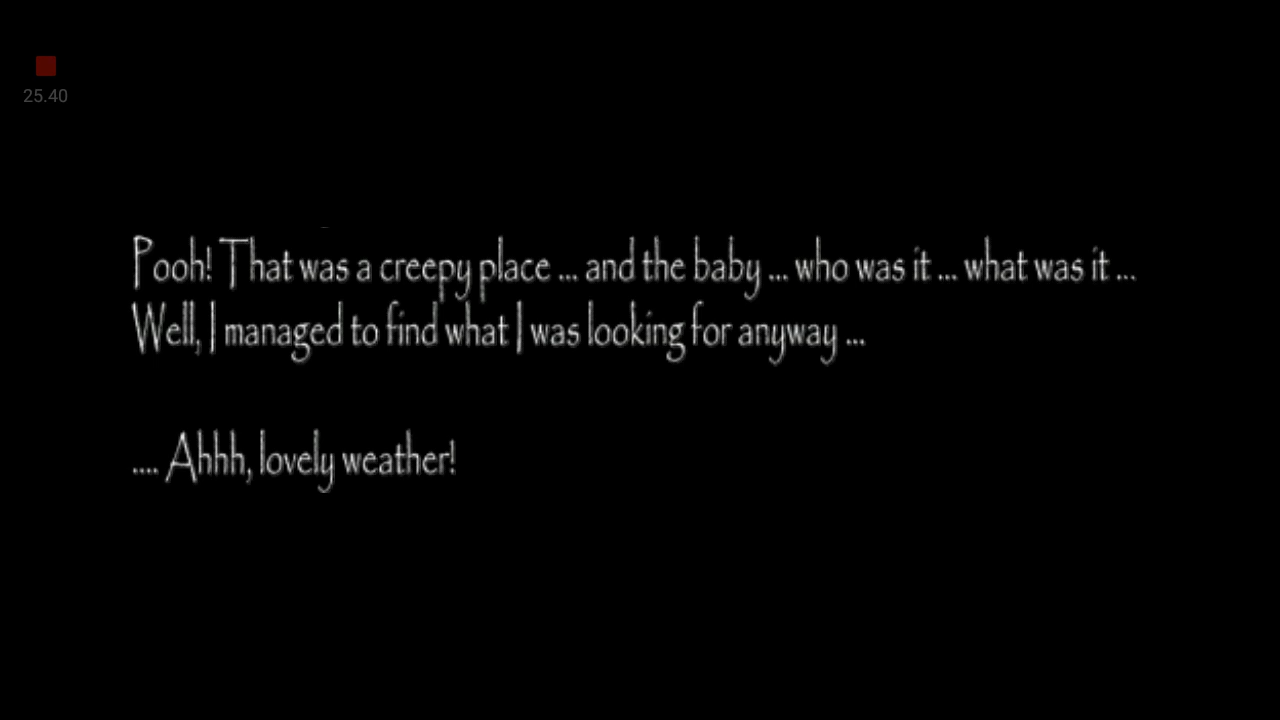 25.40
Pooh! That was a creepy place ... and the baby ... who was it ... what was it ...
Well, I managed to find what I was looking for anyway ...
.... Ahhh, lovely weather!